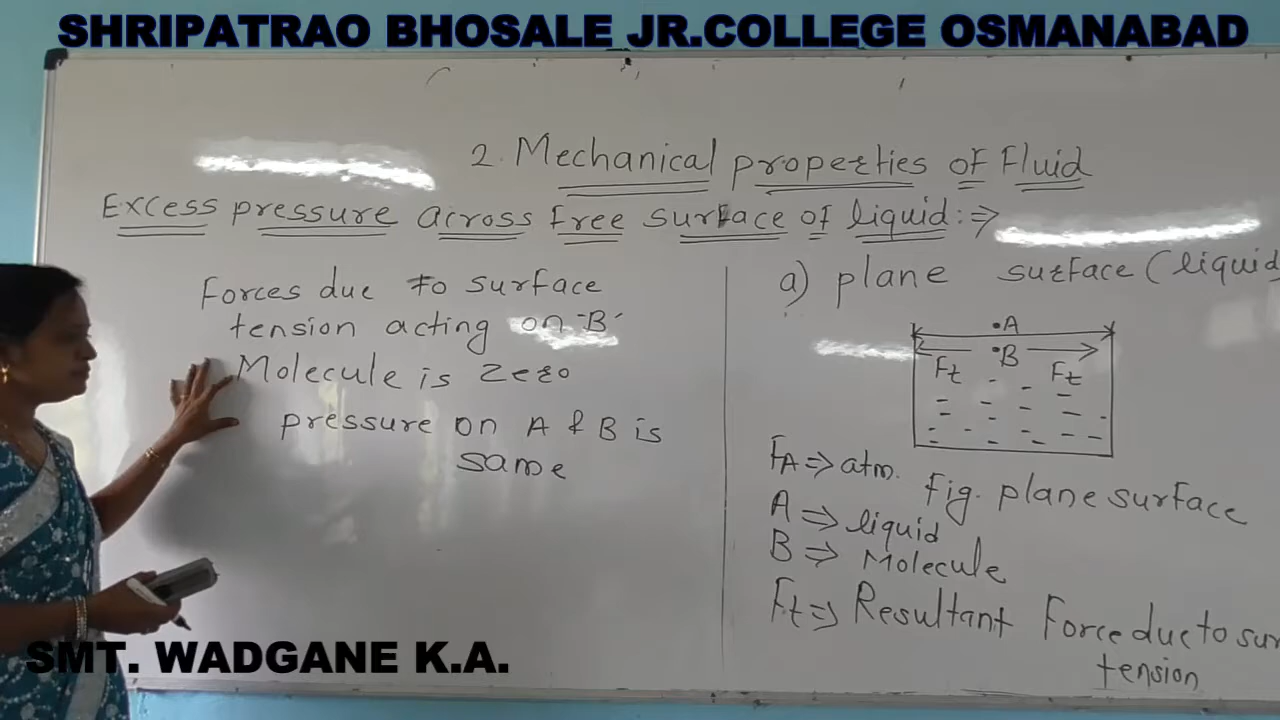 SHRIPATRAO BHOSALE JR.COLLEGE OSMANABAD
2. Mechanical properties of Fluid
Excess pressure across free surface of liquid:⇒
Forces due to surface
tension acting on 'B'
Molecule is zero
pressure on A & B is
same
a) plane surface (liquid
A
B
Ft Ft
FA ⇒ atm.
Fig. plane surface
A ⇒ liquid
B ⇒ Molecule
Ft ⇒ Resultant Force due to sur
tension
SMT. WADGANE K.A.